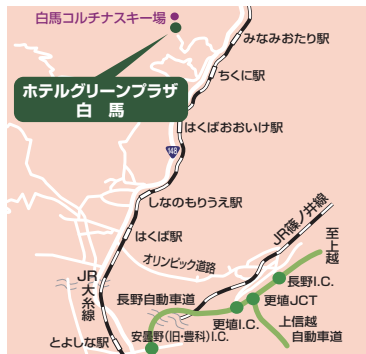 白馬コルチナスキー場
みなみおたり駅
ちくに駅
ホテルグリーンプラザ
白 馬
はくばおおいけ駅
148
しなのもりうえ駅
はくば駅
オリンピック道路
JR篠ノ井線
至上越
JR大糸線
長野自動車道
長野I.C.
更埴JCT
更埴I.C.
上信越
自動車道
とよしな駅
安曇野(旧・豊科)I.C.